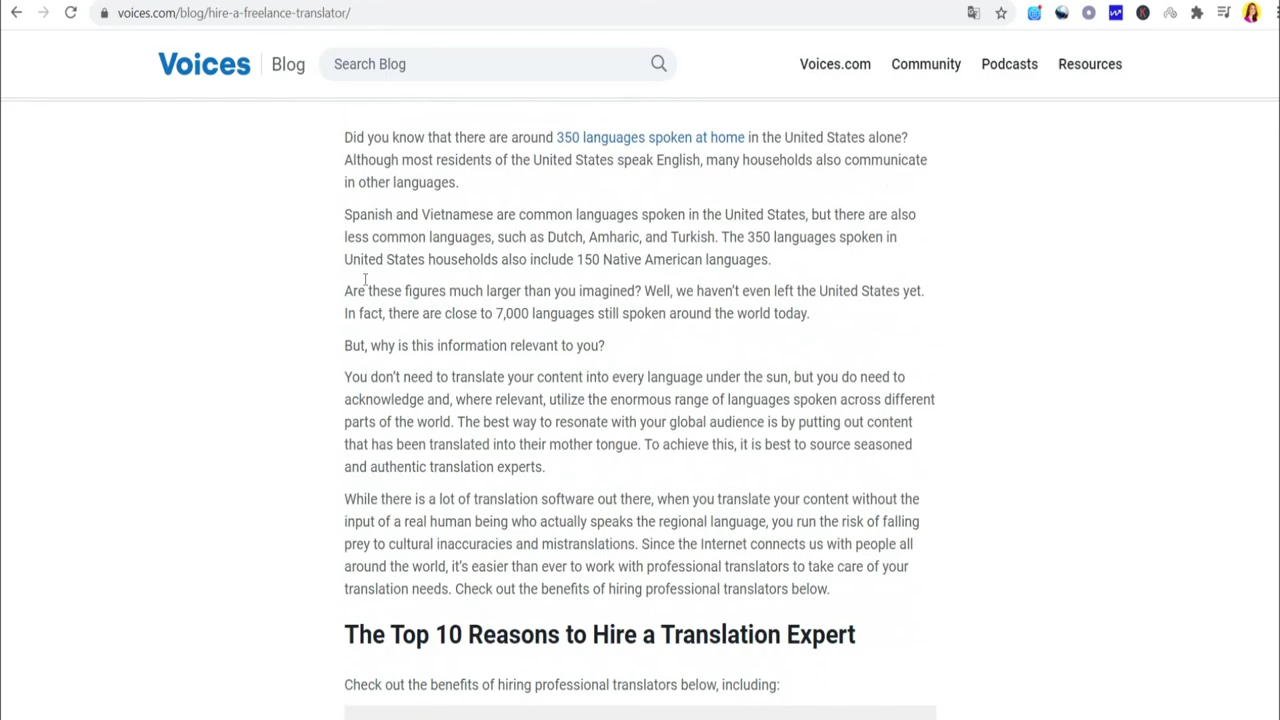 voices.com/blog/hire-a-freelance-translator/
Voices Blog Search Blog Voices.com Community Podcasts Resources
Did you know that there are around 350 languages spoken at home in the United States alone?
Although most residents of the United States speak English, many households also communicate
in other languages.
Spanish and Vietnamese are common languages spoken in the United States, but there are also
less common languages, such as Dutch, Amharic, and Turkish. The 350 languages spoken in
United States households also include 150 Native American languages.
Are these figures much larger than you imagined? Well, we haven’t even left the United States yet.
In fact, there are close to 7,000 languages still spoken around the world today.
But, why is this information relevant to you?
You don’t need to translate your content into every language under the sun, but you do need to
acknowledge and, where relevant, utilize the enormous range of languages spoken across different
parts of the world. The best way to resonate with your global audience is by putting out content
that has been translated into their mother tongue. To achieve this, it is best to source seasoned
and authentic translation experts.
While there is a lot of translation software out there, when you translate your content without the
input of a real human being who actually speaks the regional language, you run the risk of falling
prey to cultural inaccuracies and mistranslations. Since the Internet connects us with people all
around the world, it’s easier than ever to work with professional translators to take care of your
translation needs. Check out the benefits of hiring professional translators below.
The Top 10 Reasons to Hire a Translation Expert
Check out the benefits of hiring professional translators below, including: